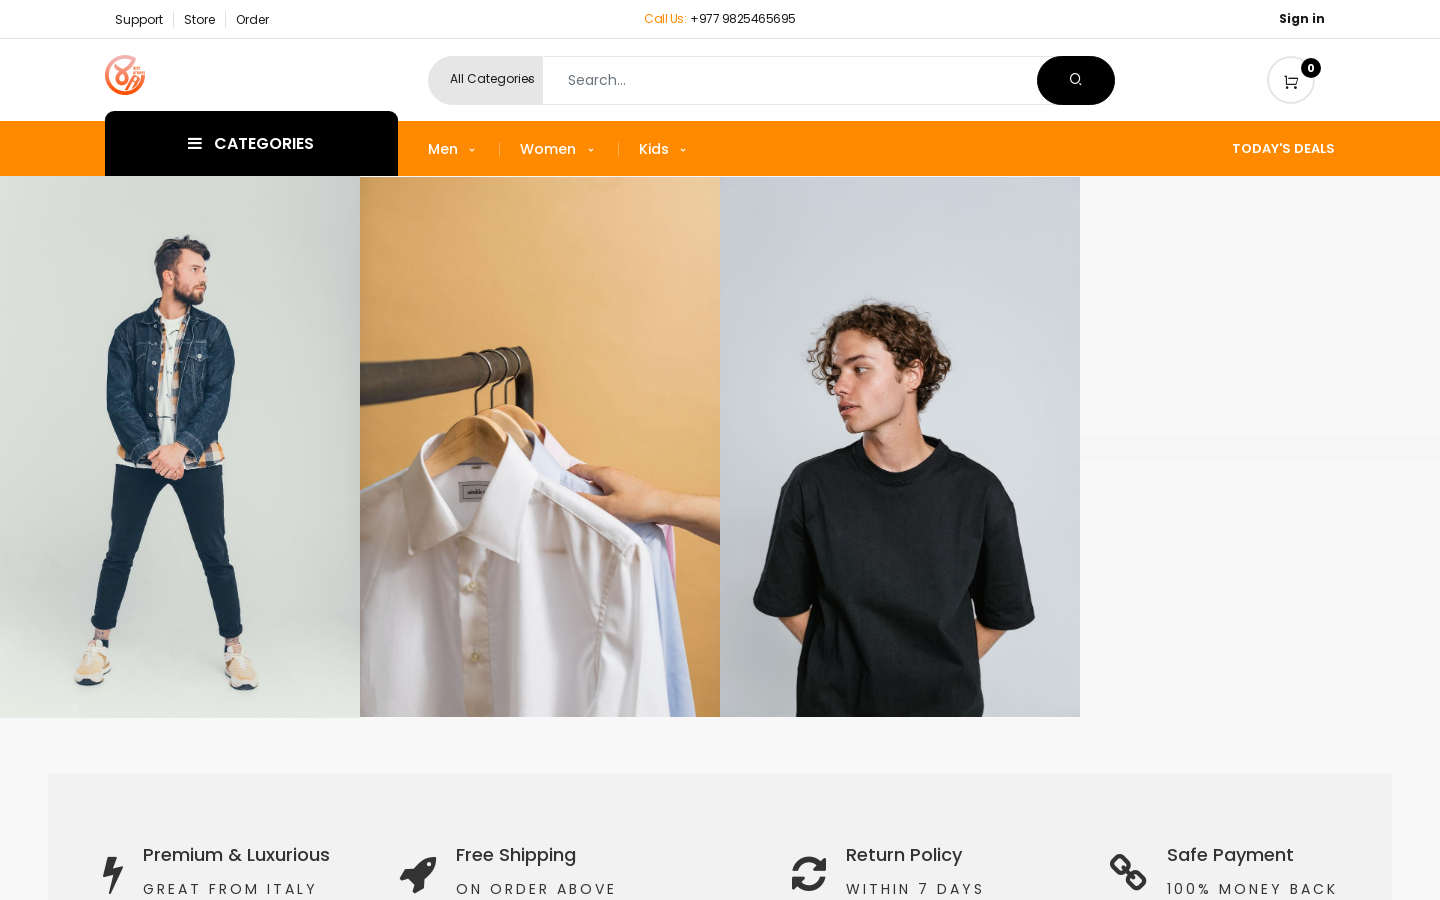 Support
Store
Order
Call Us: +977 9825465695
Sign in
All Categories
Search...
0
CATEGORIES
Men
Women
Kids
TODAY'S DEALS
Premium & Luxurious
GREAT FROM ITALY
Free Shipping
ON ORDER ABOVE
Return Policy
WITHIN 7 DAYS
Safe Payment
100% MONEY BACK